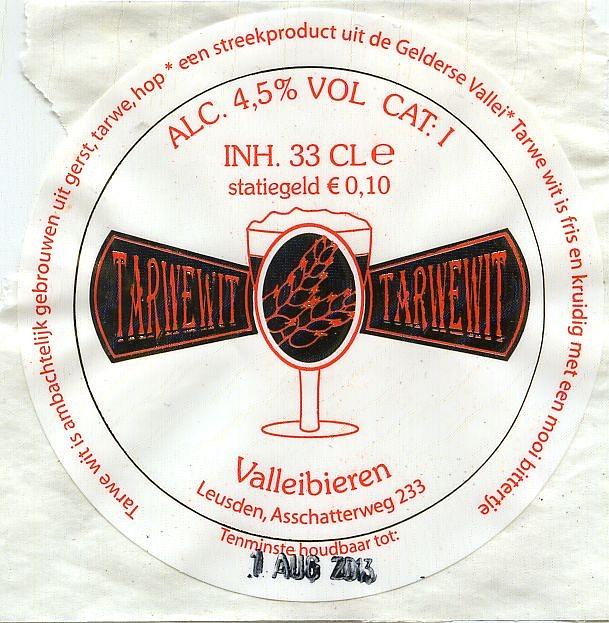 Tarwe wit is ambachtelijk gebrouwen uit gerst, tarwe, hop * een streekproduct uit de Gelderse Vallei* Tarwe wit is fris en kruidig met een mooi bittertje
ALC. 4,5% VOL CAT: I
INH. 33 CL e
statiegeld € 0,10
TARWEWIT TARWEWIT
Valleibieren
Leusden, Asschatterweg 233
Tenminste houdbaar tot:
1 AUG 2013